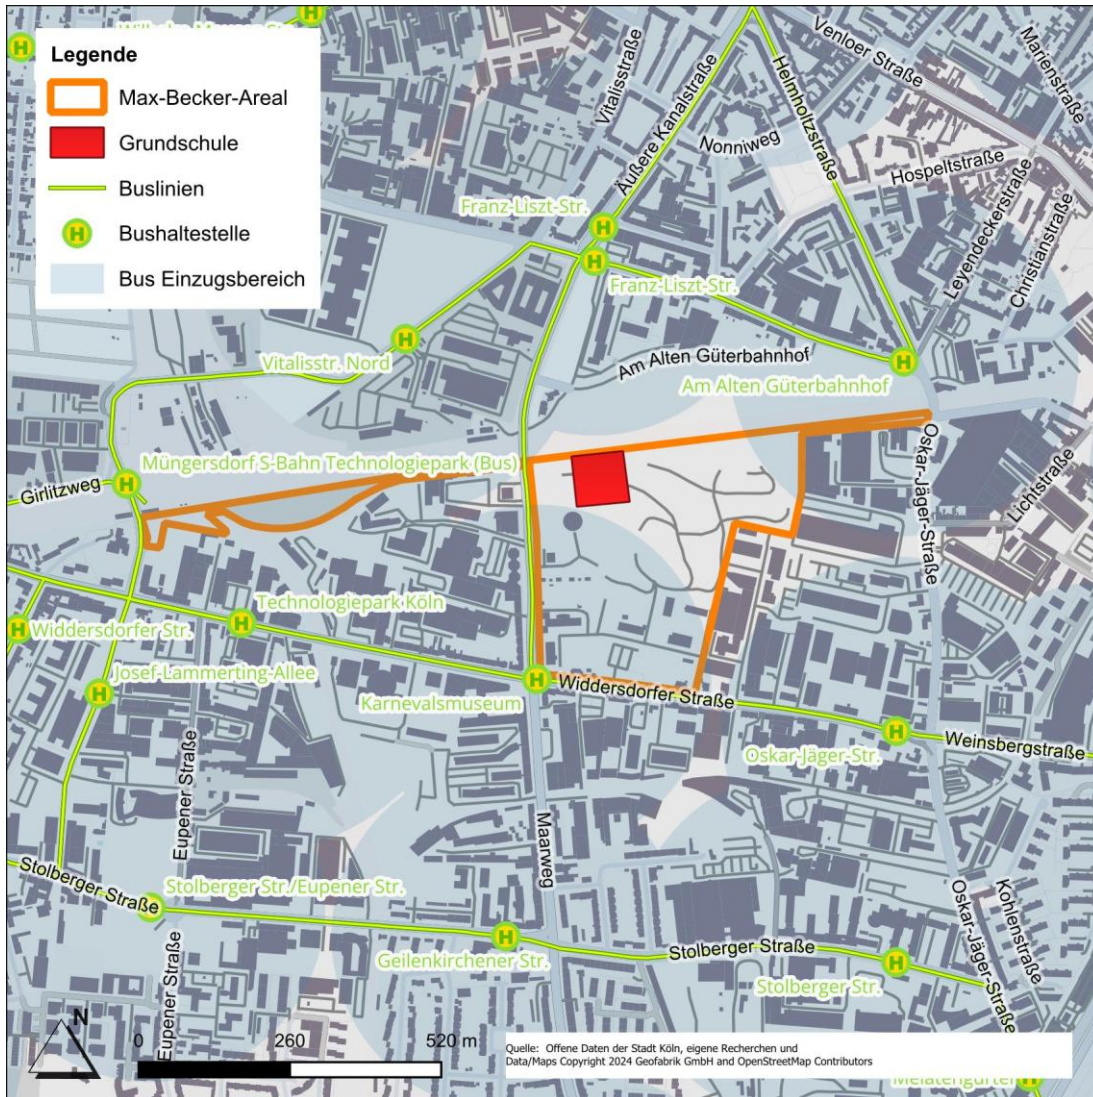 Legende
Max-Becker-Areal
Grundschule
Buslinien
H Bushaltestelle
Bus Einzugsbereich
Venloer Straße
Marienstraße
Vitalisstraße
Äußere Kanalstraße
Helmholtzstraße
Nonniweg
Hospeltstraße
Leyendeckerstraße
Christianstraße
Franz-Liszt-Str.
Franz-Liszt-Str.
Vitalisstr. Nord
Am Alten Güterbahnhof
Am Alten Güterbahnhof
Müngersdorf S-Bahn Technologiepark (Bus)
Girlitzweg
Oskar-Jäger-Straße
Lichtstraße
Technologiepark Köln
Widdersdorfer Str.
Josef-Lammerting-Allee
Karnevalsmuseum
Widdersdorfer Straße
Oskar-Jäger-Str.
Weinsbergstraße
Eupener Straße
Maarweg
Stolberger Straße
Stolberger Str./Eupener Str.
Geilenkirchener Str.
Stolberger Straße
Stolberger Str.
Oskar-Jäger-Straße
Kohlenstraße
Eupener Straße
N
0 260 520 m
Quelle: Offene Daten der Stadt Köln, eigene Recherchen und
Data/Maps Copyright 2024 Geofabrik GmbH and OpenStreetMap Contributors